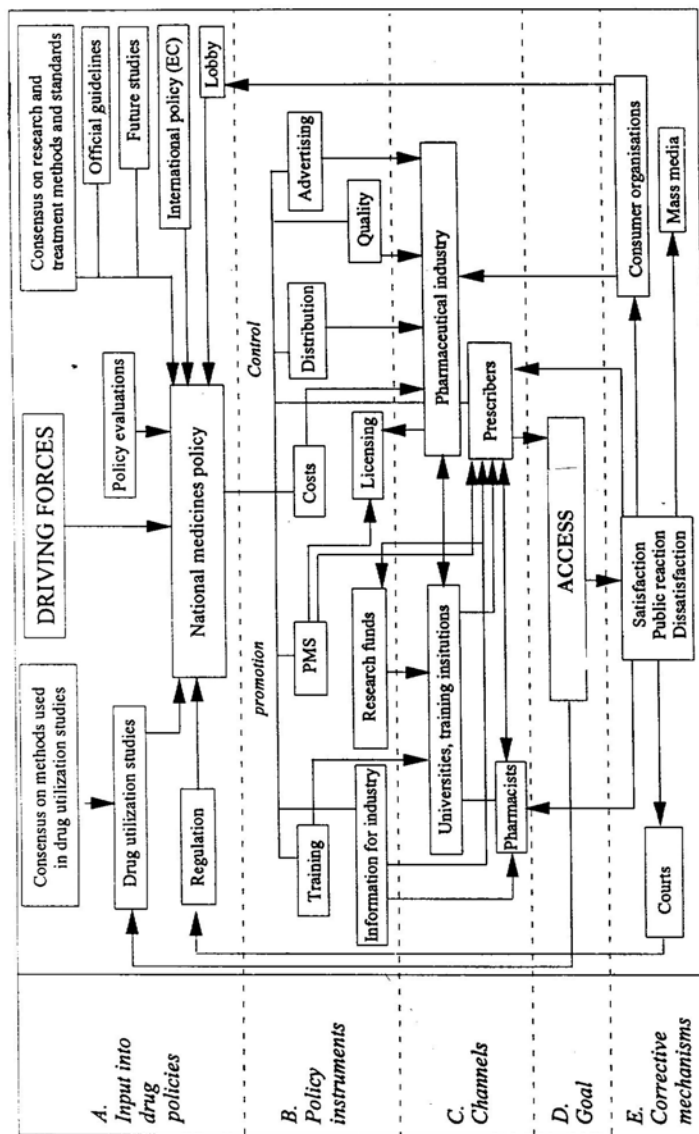 A.
Input into
drug
policies
Consensus on methods used
in drug utilization studies
DRIVING FORCES
Consensus on research and
treatment methods and standards
Official guidelines
Future studies
International policy (EC)
Lobby
Policy evaluations
Drug utilization studies
Regulation
National medicines policy
B. Policy
instruments
promotion
Control
Training
PMS
Costs
Distribution
Advertising
Information for industry
Research funds
Licensing
Quality
C. Channels
Universities, training insitutions
Pharmaceutical industry
Pharmacists
Prescribers
D. Goal
ACCESS
E. Corrective
mechanisms
Courts
Satisfaction
Public reaction
Dissatisfaction
Consumer organisations
Mass media